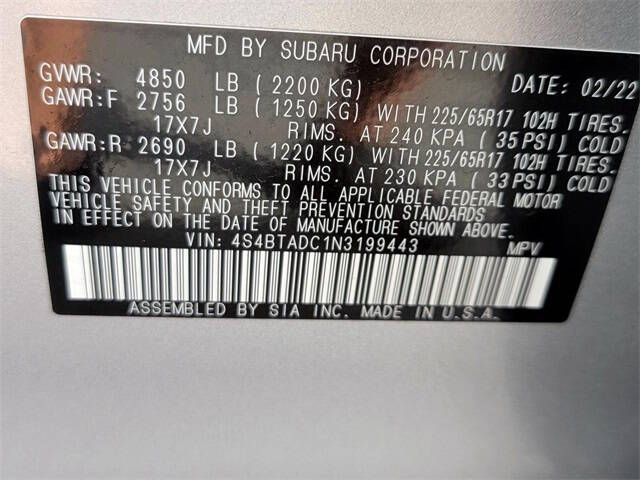 MFD BY SUBARU CORPORATION
GVWR: 4850 LB (2200 KG) DATE: 02/22
GAWR:F 2756 LB (1250 KG) WITH 225/65R17 102H TIRES.
17X7J RIMS. AT 240 KPA (35 PSI) COLD
GAWR:R 2690 LB (1220 KG) WITH 225/65R17 102H TIRES.
17X7J RIMS. AT 230 KPA (33 PSI) COLD
THIS VEHICLE CONFORMS TO ALL APPLICABLE FEDERAL MOTOR
VEHICLE SAFETY AND THEFT PREVENTION STANDARDS
IN EFFECT ON THE DATE OF MANUFACTURE SHOWN ABOVE.
VIN: 4S4BTADC1N3199443 MPV
ASSEMBLED BY SIA INC. MADE IN U.S.A.